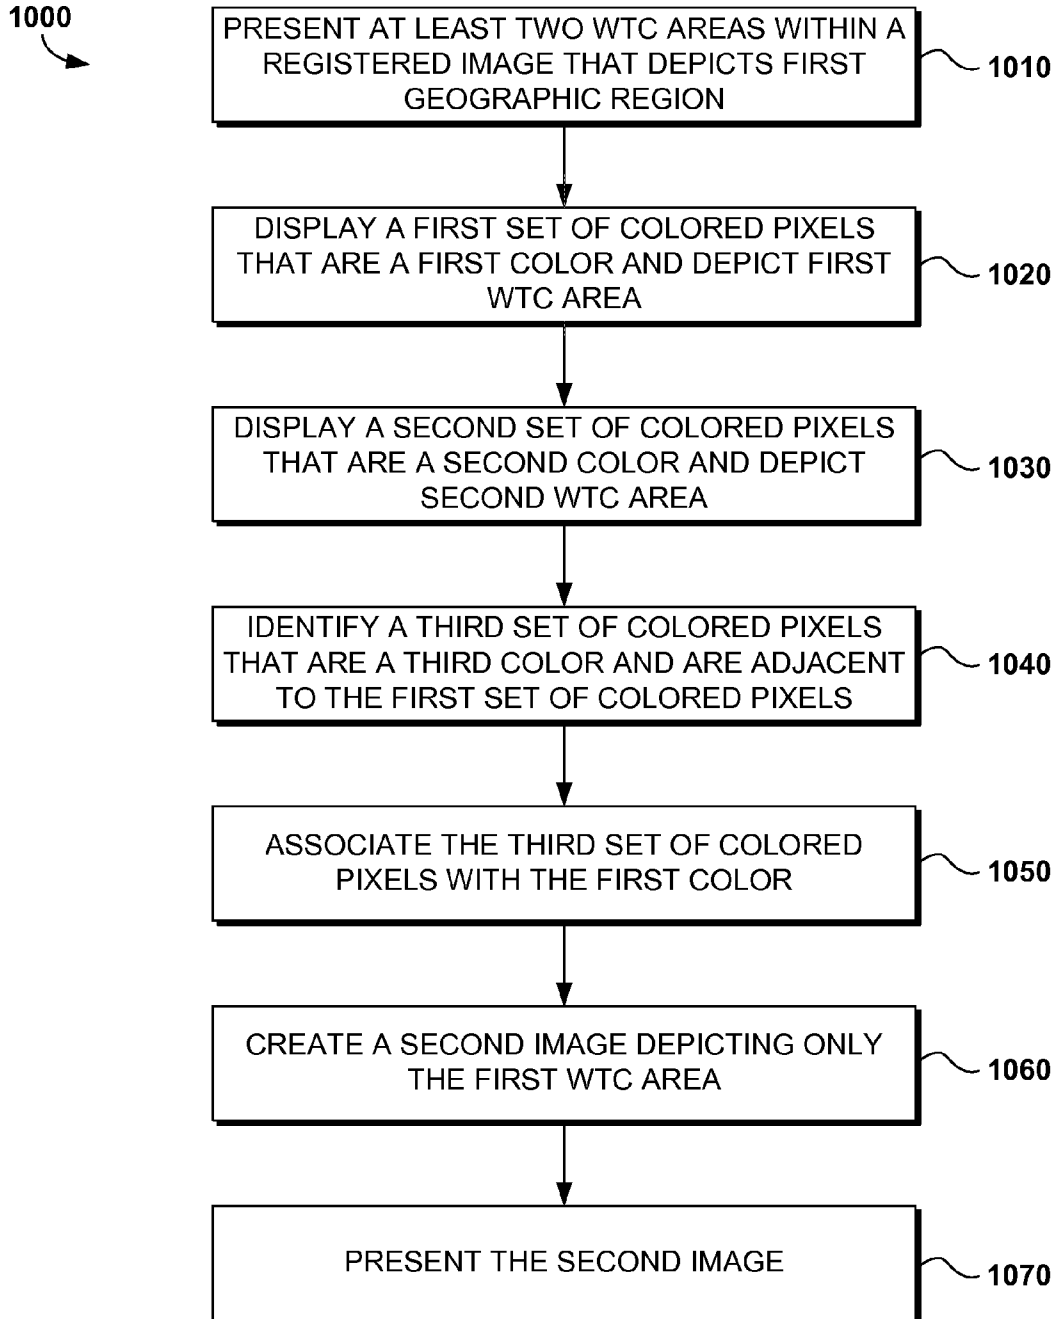 1000
PRESENT AT LEAST TWO WTC AREAS WITHIN A
REGISTERED IMAGE THAT DEPICTS FIRST
GEOGRAPHIC REGION
1010
DISPLAY A FIRST SET OF COLORED PIXELS
THAT ARE A FIRST COLOR AND DEPICT FIRST
WTC AREA
1020
DISPLAY A SECOND SET OF COLORED PIXELS
THAT ARE A SECOND COLOR AND DEPICT
SECOND WTC AREA
1030
IDENTIFY A THIRD SET OF COLORED PIXELS
THAT ARE A THIRD COLOR AND ARE ADJACENT
TO THE FIRST SET OF COLORED PIXELS
1040
ASSOCIATE THE THIRD SET OF COLORED
PIXELS WITH THE FIRST COLOR
1050
CREATE A SECOND IMAGE DEPICTING ONLY
THE FIRST WTC AREA
1060
PRESENT THE SECOND IMAGE
1070